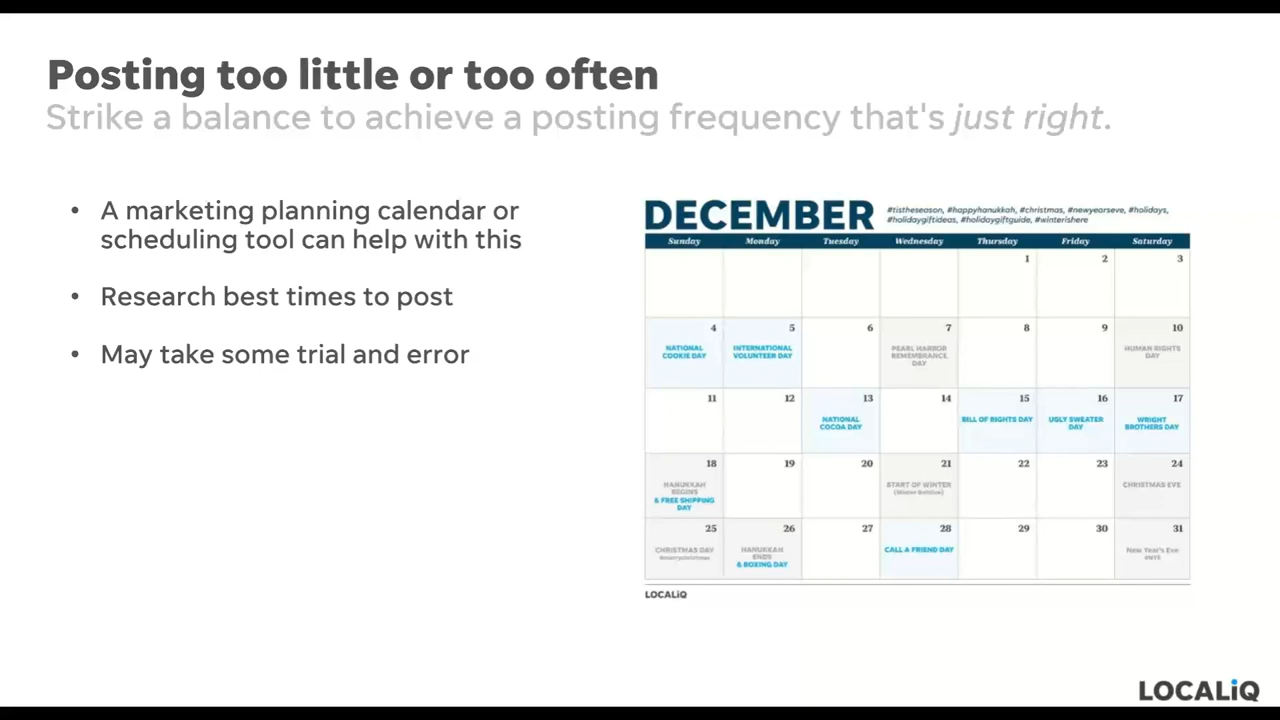 Posting too little or too often
Strike a balance to achieve a posting frequency that's just right.
• A marketing planning calendar or
scheduling tool can help with this
• Research best times to post
• May take some trial and error
DECEMBER
#tistheseason, #happyhanukkah, #christmas, #newyearseve, #holidays,
#holidaygiftideas, #holidaygiftguide, #winterishere
Sunday Monday Tuesday Wednesday Thursday Friday Saturday
1 2 3
4 5 6 7 8 9 10
NATIONAL
COOKIE DAY
INTERNATIONAL
VOLUNTEER DAY
PEARL HARBOR
REMEMBRANCE
DAY
HUMAN RIGHTS
DAY
11 12 13 14 15 16 17
NATIONAL
COCOA DAY
BILL OF RIGHTS DAY
UGLY SWEATER
DAY
WRIGHT
BROTHERS DAY
18 19 20 21 22 23 24
HANUKKAH
BEGINS
& FREE SHIPPING
DAY
START OF WINTER
(Winter Solstice)
CHRISTMAS EVE
25 26 27 28 29 30 31
CHRISTMAS DAY
HANUKKAH
ENDS
& BOXING DAY
CALL A FRIEND DAY
New Year's Eve
#NYE
LOCALiQ
LOCALiQ